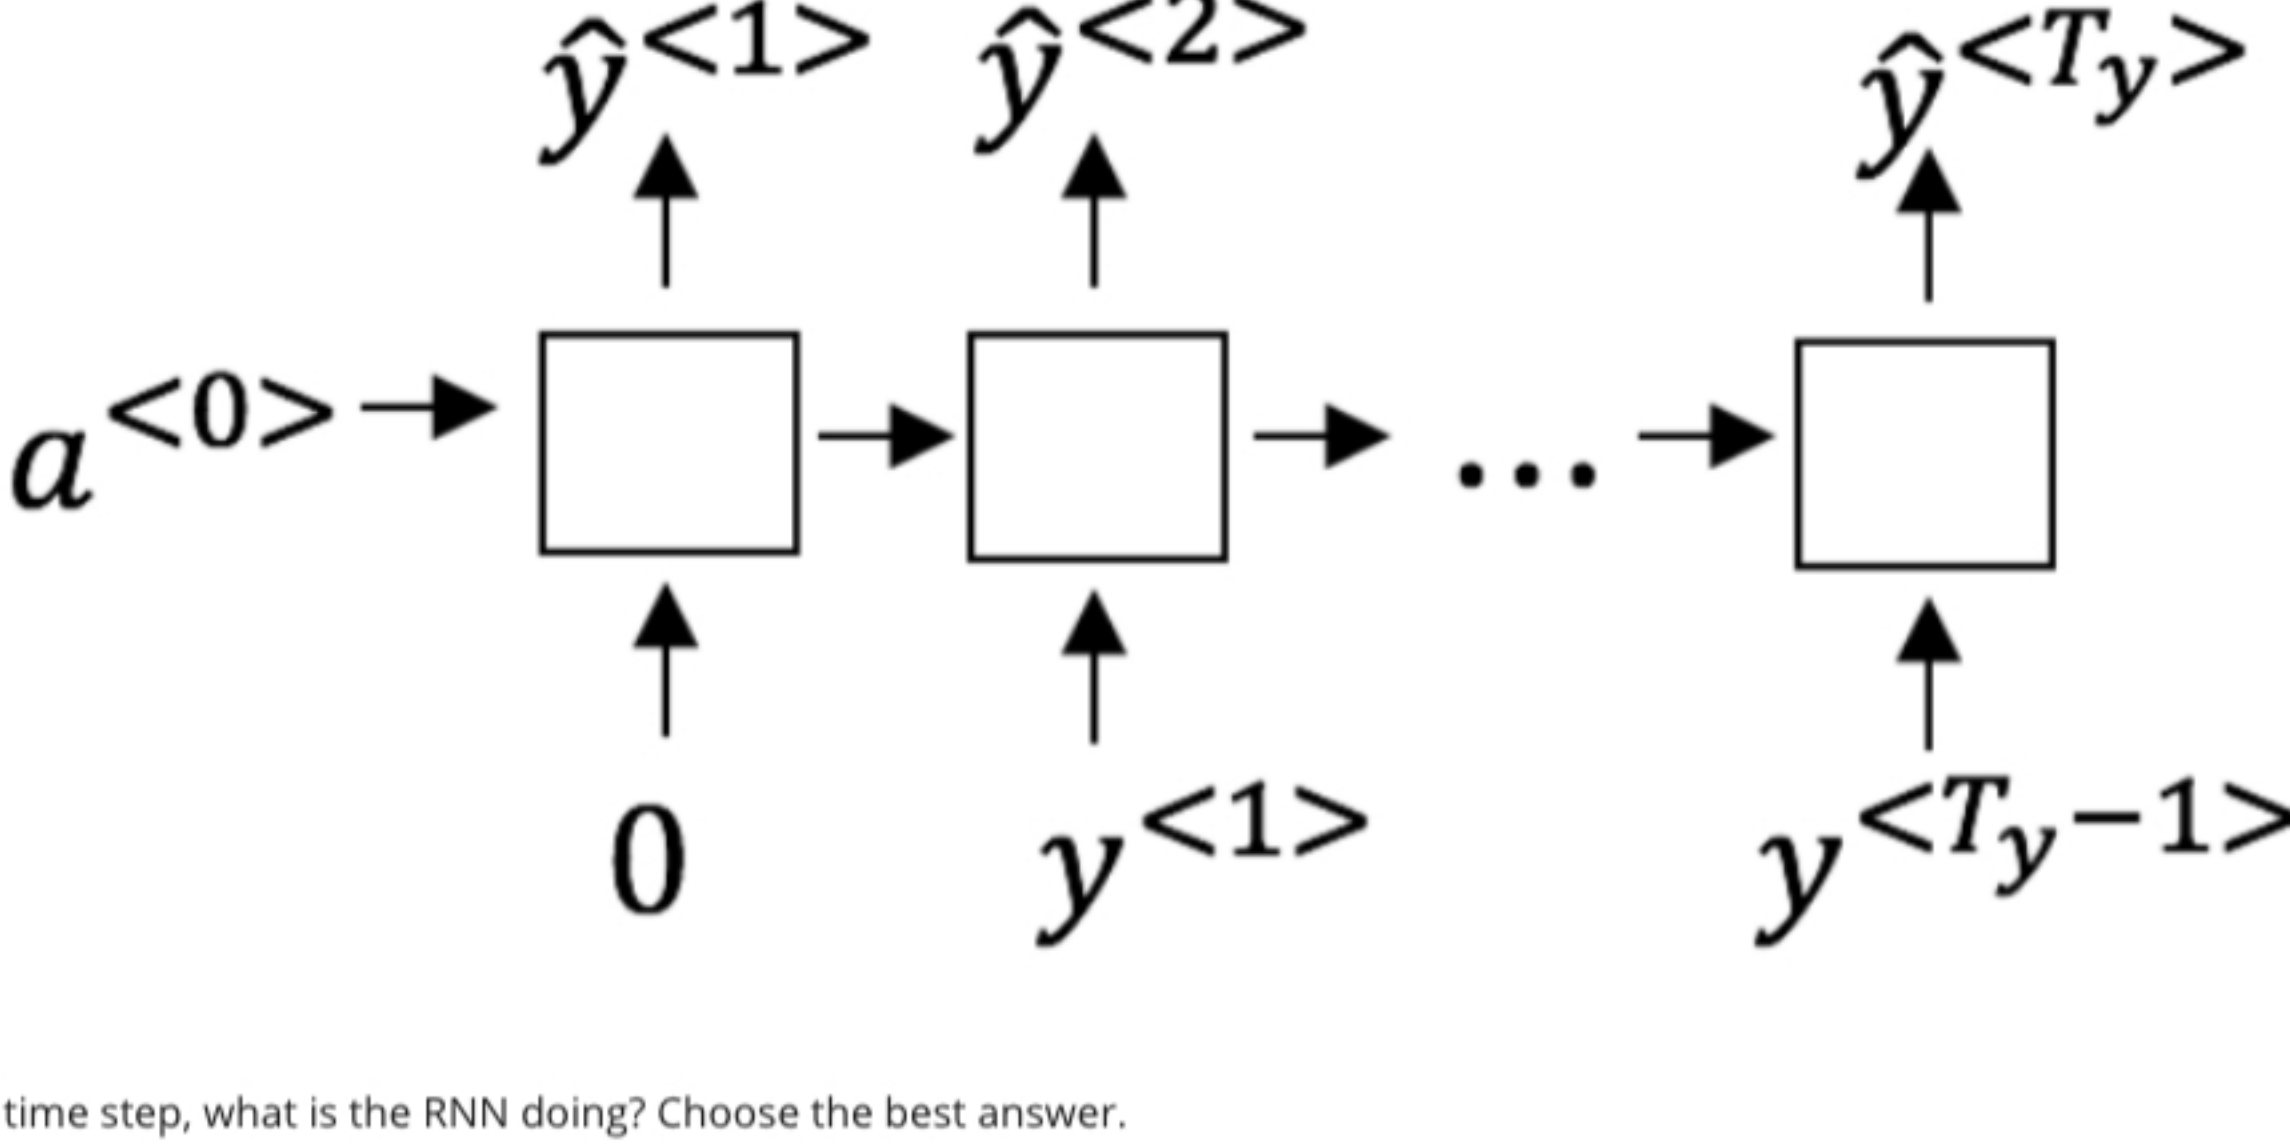 ŷ<1> ŷ<2> ŷ<Ty>
a<0> ...
0 y<1> y<Ty−1>
time step, what is the RNN doing? Choose the best answer.